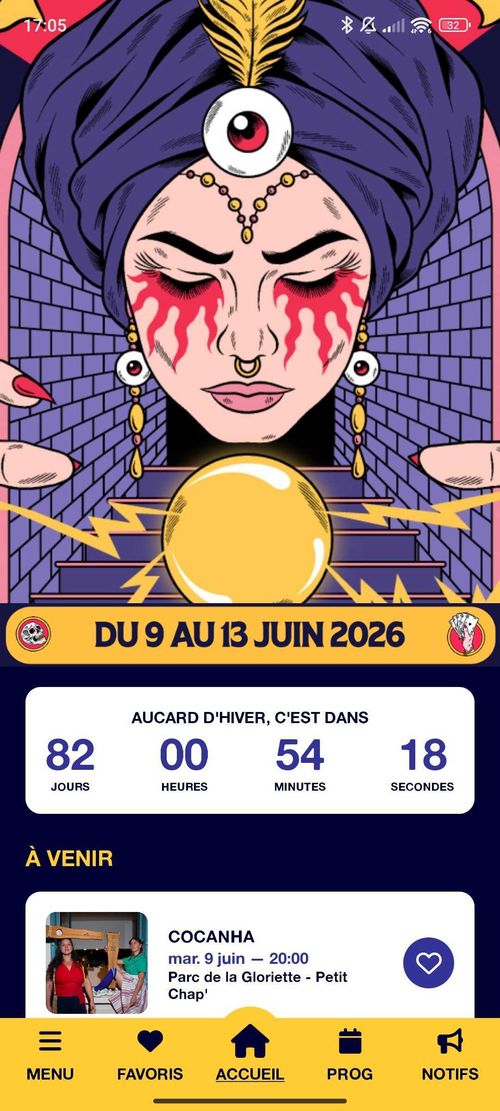 17:05
32
DU 9 AU 13 JUIN 2026
AUCARD D'HIVER, C'EST DANS
82 00 54 18
JOURS HEURES MINUTES SECONDES
À VENIR
COCANHA
mar. 9 juin — 20:00
Parc de la Gloriette - Petit
Chap'
MENU FAVORIS ACCUEIL PROG NOTIFS